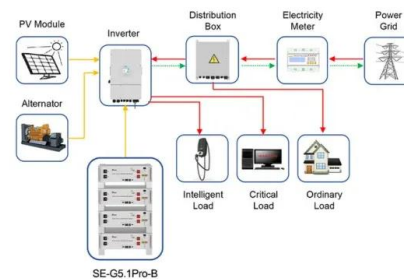 PV Module
Inverter
Distribution
Box
Electricity
Meter
Power
Grid
Alternator
Intelligent
Load
Critical
Load
Ordinary
Load
SE-G5.1Pro-B